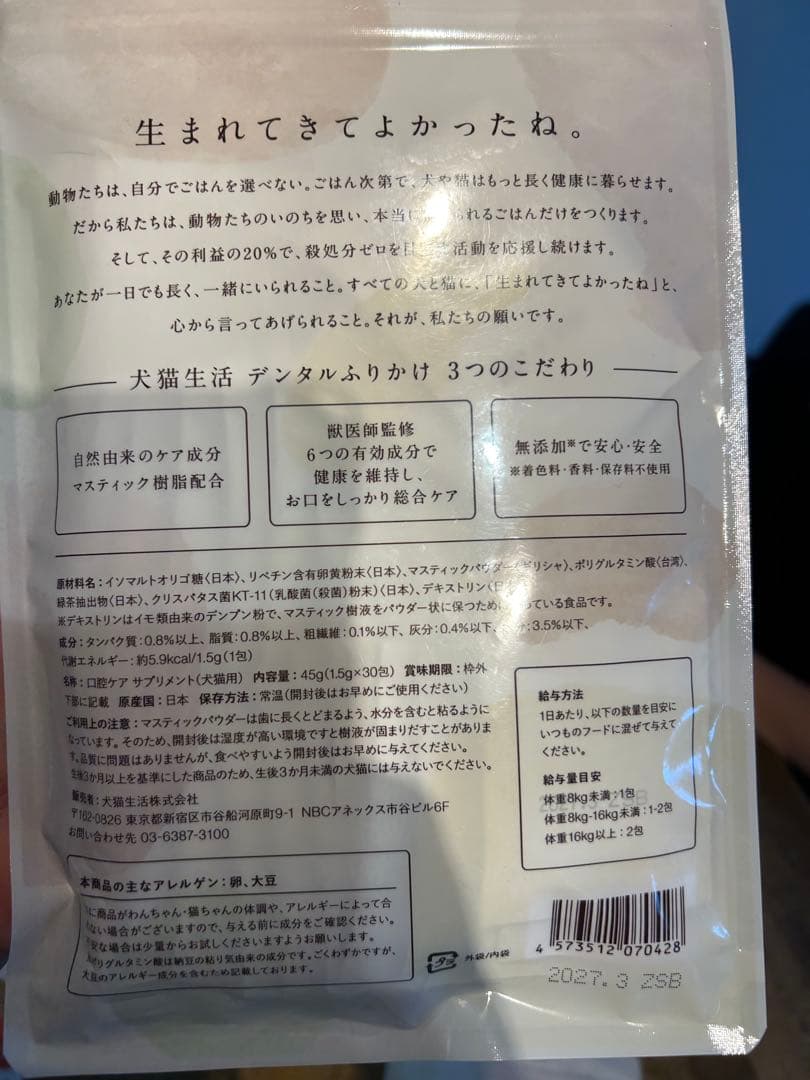 生まれてきてよかったね。
動物たちは、自分でごはんを選べない。ごはん次第で、犬や猫はもっと長く健康に暮らせます。
だから私たちは、動物たちのいのちを思い、本当に られるごはんだけをつくります。
そして、その利益の20%で、殺処分ゼロを目 活動を応援し続けます。
あなたが一日でも長く、一緒にいられること。すべての犬と猫に、「生まれてきてよかったね」と、
心から言ってあげられること。それが、私たちの願いです。
犬猫生活 デンタルふりかけ 3つのこだわり
自然由来のケア成分
マスティック樹脂配合
獣医師監修
6つの有効成分で
健康を維持し、
お口をしっかり総合ケア
無添加※で安心・安全
※着色料・香料・保存料不使用
原材料名:イソマルトオリゴ糖〈日本〉、リベチン含有卵黄粉末〈日本〉、マスティックパウダー〈ギリシャ〉、ポリグルタミン酸〈台湾〉、
緑茶抽出物〈日本〉、クリスパタス菌KT-11(乳酸菌(殺菌)粉末)〈日本〉、デキストリン〈日
※デキストリンはイモ類由来のデンプン粉で、マスティック樹液をパウダー状に保つため っている食品です。
成分:タンパク質:0.8%以上、脂質:0.8%以上、粗繊維:0.1%以下、灰分:0.4%以下、 分:3.5%以下、
代謝エネルギー:約5.9kcal/1.5g(1包)
名称:口腔ケア サプリメント(犬猫用) 内容量:45g(1.5g×30包) 賞味期限:枠外
下部に記載 原産国:日本 保存方法:常温(開封後はお早めにご使用ください)
ご利用上の注意:マスティックパウダーは歯に長くとどまるよう、水分を含むと粘るように
なっています。そのため、開封後は湿度が高い環境ですと樹液が固まりだすことがありま
す。品質に問題はありませんが、食べやすいよう開封後はお早めに与えてください。
生後3か月以上を基準にした商品のため、生後3か月未満の犬猫には与えないでください。
販売者:犬猫生活株式会社
〒102-0826 東京都新宿区市谷船河原町9-1 NBCアネックス市谷ビル6F
お問い合わせ先 03-6387-3100
給与方法
1日あたり、以下の数量を目安に
いつものフードに混ぜて与えて
ください。
給与量目安
体重8kg未満:1包
体重8kg-16kg未満:1-2包
体重16kg以上:2包
本商品の主なアレルゲン:卵、大豆
に商品がわんちゃん・猫ちゃんの体調や、アレルギーによって合
ない場合がございますので、与える前に成分をご確認ください。
安な場合は少量からお試しくださいますようお願いします。
リグルタミン酸は納豆の粘り気由来の成分です。ごくわずかですが、
大豆のアレルギー成分を含むため記載しております。
プラ 外袋/内袋
4 573512 070428
2027.3 ZSB